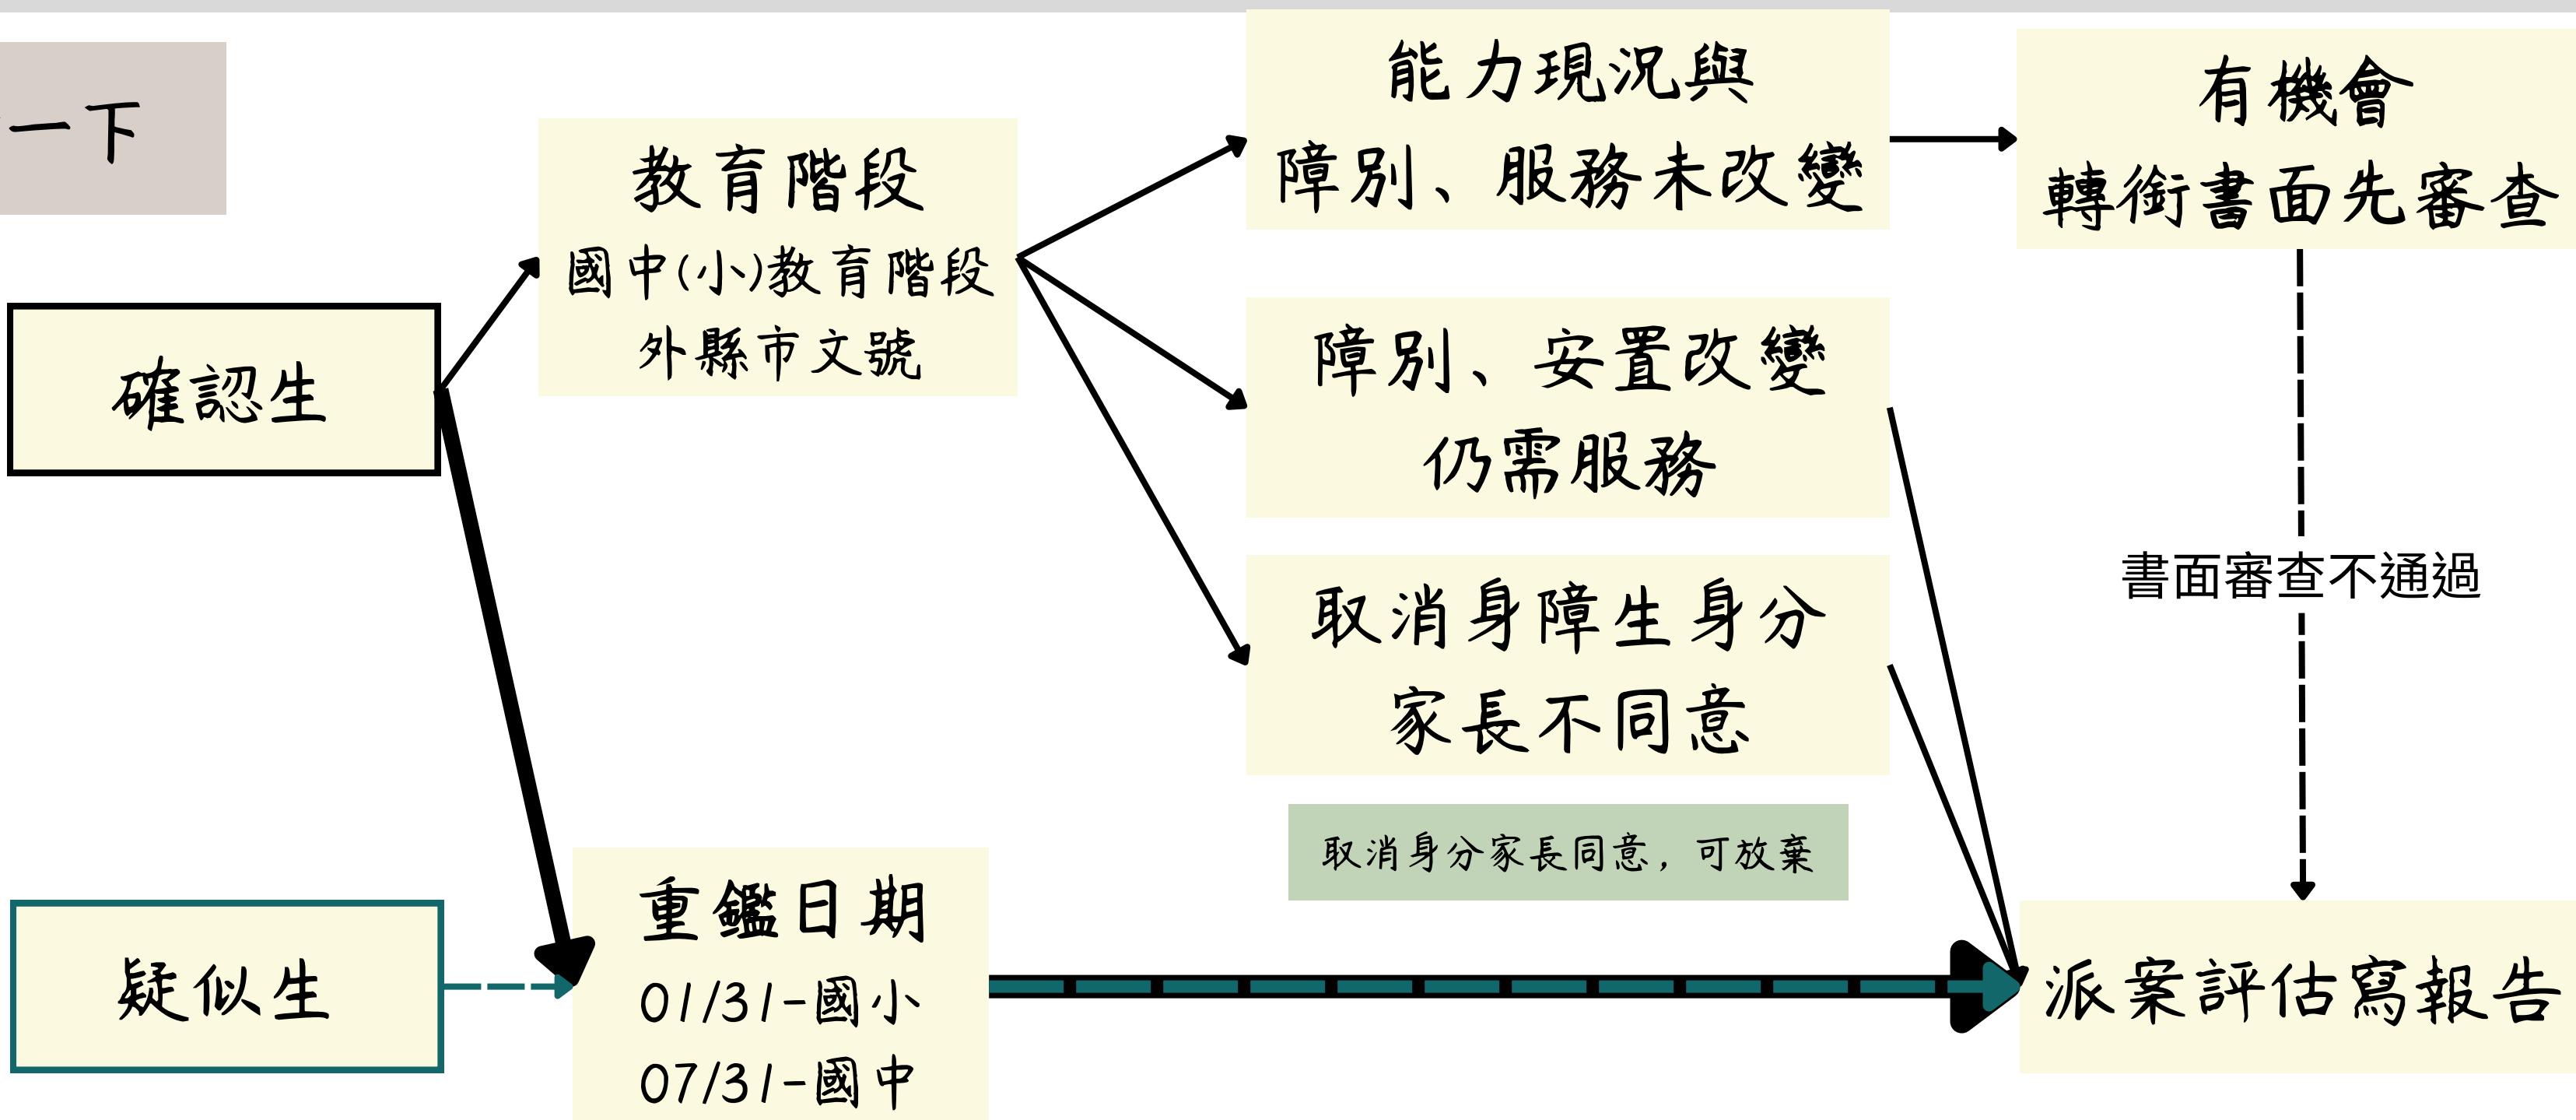 一下
確認生
疑似生
教育階段
國中(小)教育階段
外縣市文號
重鑑日期
01/31-國小
07/31-國中
能力現況與
障別、服務未改變
障別、安置改變
仍需服務
取消身障生身分
家長不同意
取消身分家長同意，可放棄
有機會
轉銜書面先審查
書面審查不通過
派案評估寫報告